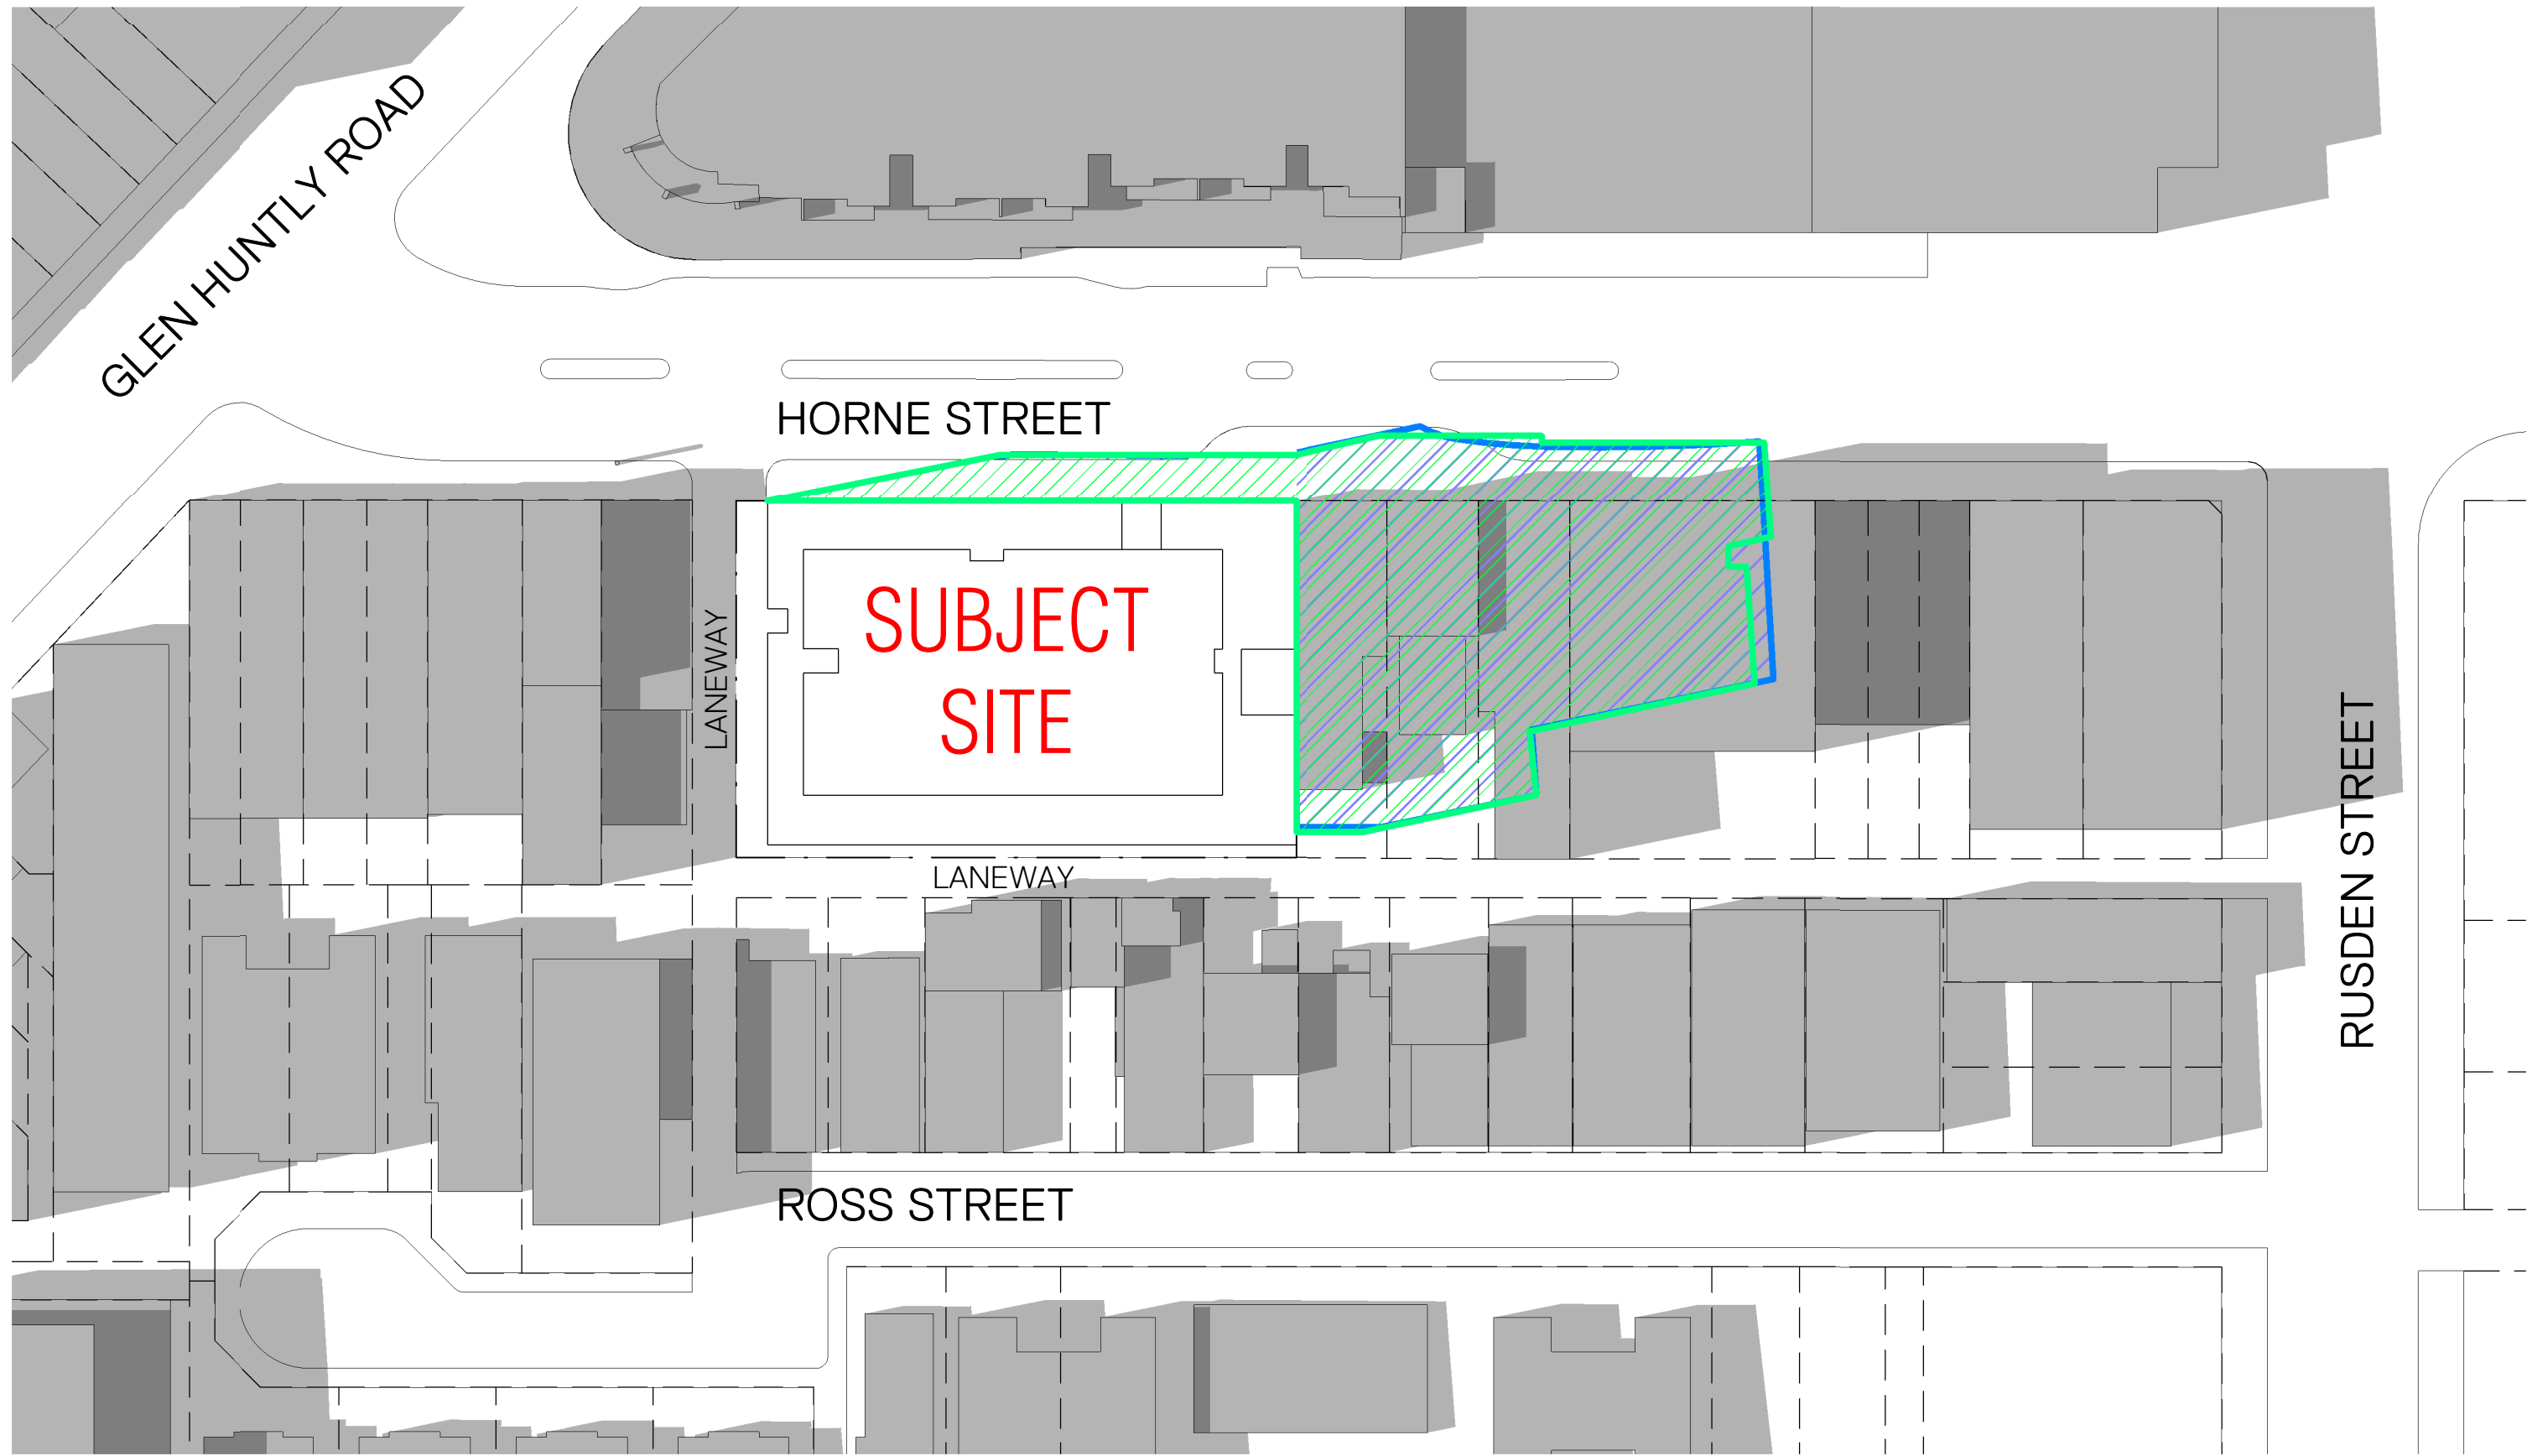 GLEN HUNTLY ROAD
HORNE STREET
SUBJECT
SITE
LANEWAY
LANEWAY
RUSDEN STREET
ROSS STREET